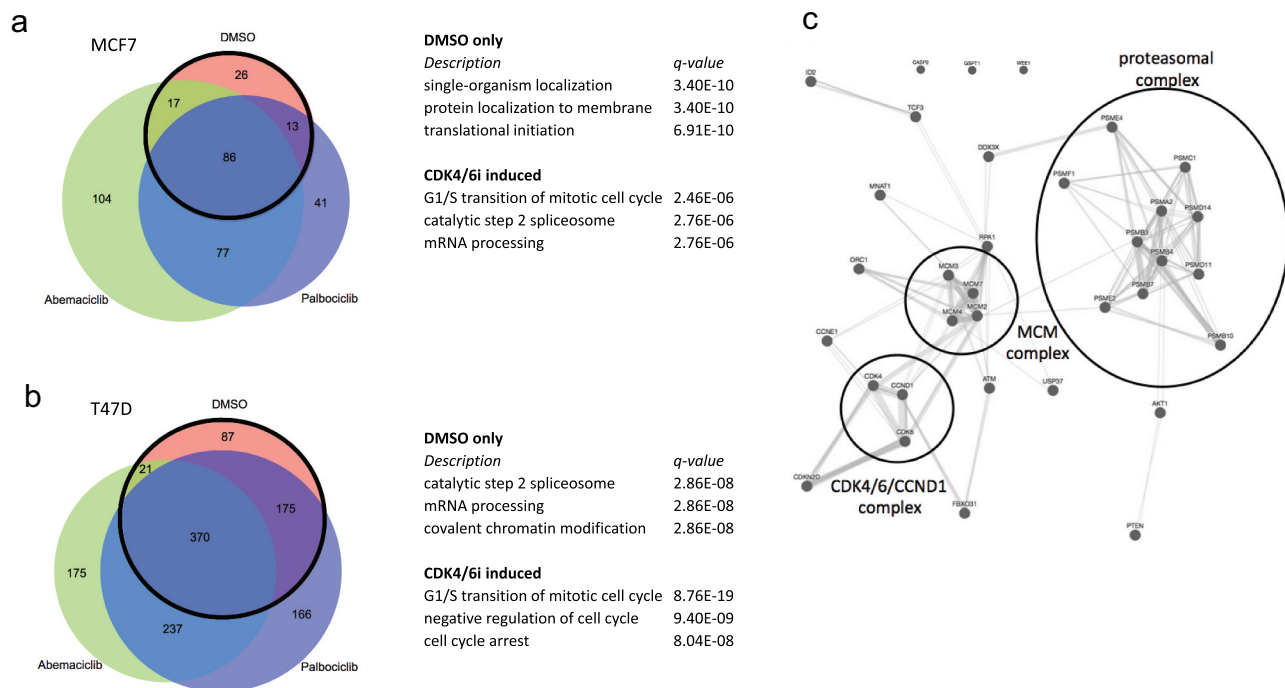 a
MCF7
DMSO
26
17
13
86
104
41
77
Abemaciclib
Palbociclib
DMSO only
Description q-value
single-organism localization 3.40E-10
protein localization to membrane 3.40E-10
translational initiation 6.91E-10
CDK4/6i induced
G1/S transition of mitotic cell cycle 2.46E-06
catalytic step 2 spliceosome 2.76E-06
mRNA processing 2.76E-06
b
T47D
DMSO
87
21
175
370
175
166
237
Abemaciclib
Palbociclib
DMSO only
Description q-value
catalytic step 2 spliceosome 2.86E-08
mRNA processing 2.86E-08
covalent chromatin modification 2.86E-08
CDK4/6i induced
G1/S transition of mitotic cell cycle 8.76E-19
negative regulation of cell cycle 9.40E-09
cell cycle arrest 8.04E-08
c
proteasomal
complex
CASP2
GSPT1
WEE1
ID2
TCF3
PSME4
DDX3X
PSMC1
PSMF1
MNAT1
PSMA2
PSMD14
RPA1
PSMB3
PSMB4
ORC1
MCM3
PSMD11
MCM7
PSMB7
MCM2
MCM4
PSME2
MCM
complex
CCNE1
PSMB10
CDK4
CCND1
ATM
USP37
AKT1
CDK6
CDKN2D
CDK4/6/CCND1
complex
FBXO31
PTEN